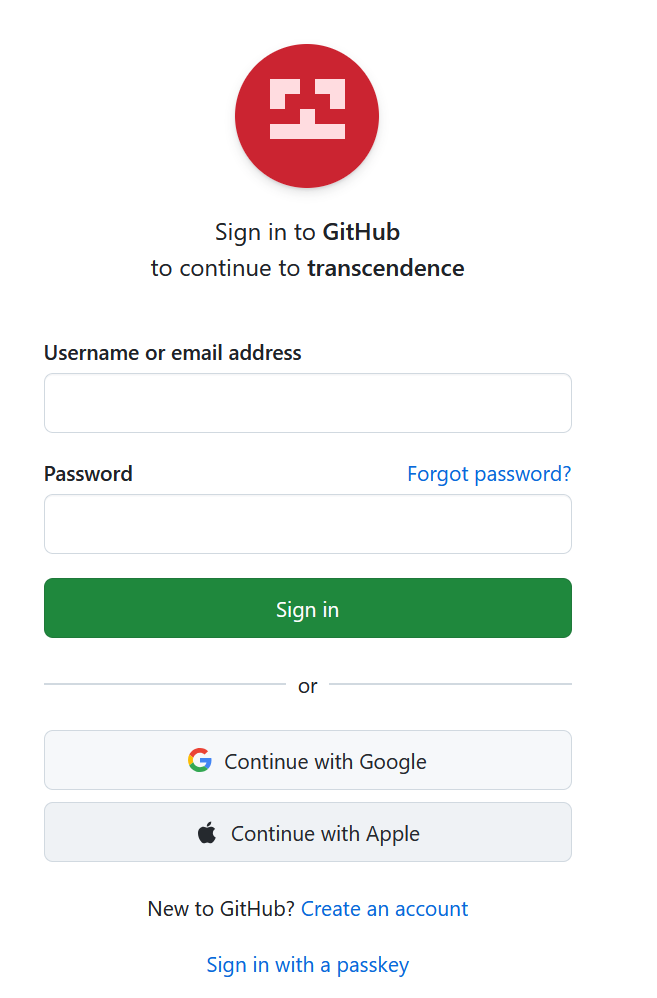 Sign in to GitHub
to continue to transcendence
Username or email address
Password Forgot password?
Sign in
or
Continue with Google
Continue with Apple
New to GitHub? Create an account
Sign in with a passkey